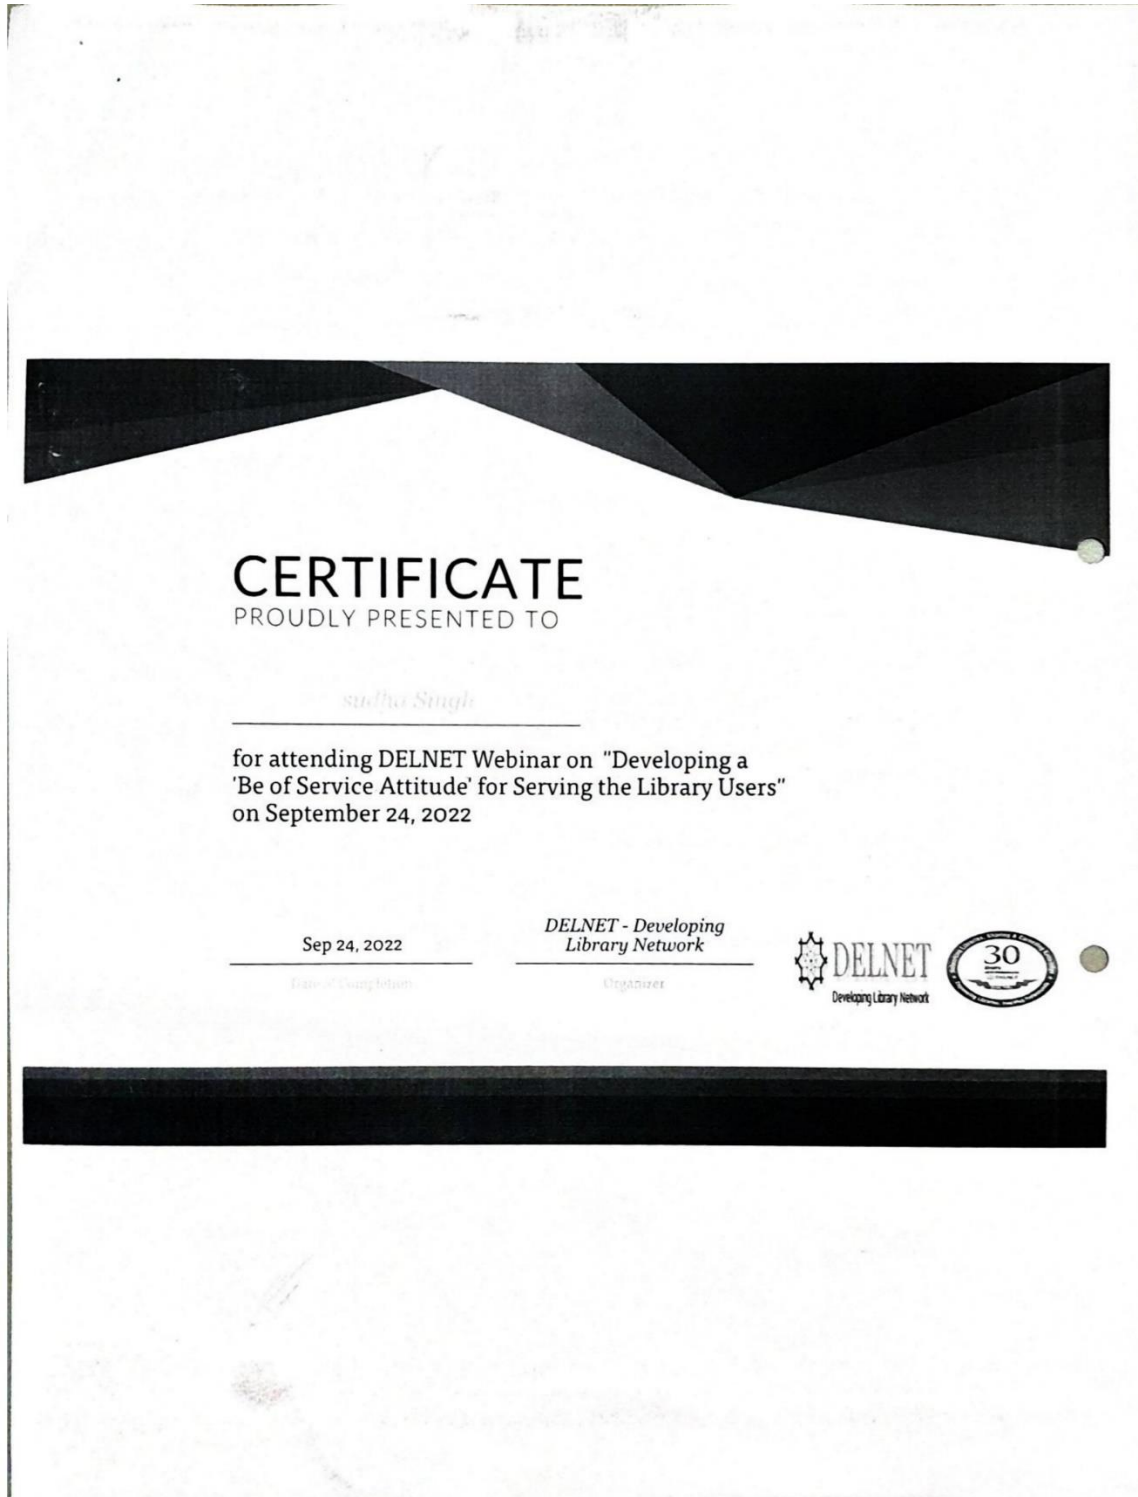 CERTIFICATE
PROUDLY PRESENTED TO
sudha Singh
for attending DELNET Webinar on "Developing a
'Be of Service Attitude' for Serving the Library Users"
on September 24, 2022
Sep 24, 2022
DELNET - Developing
Library Network
Date of Completion
Organizer
DELNET
Developing Library Network
30